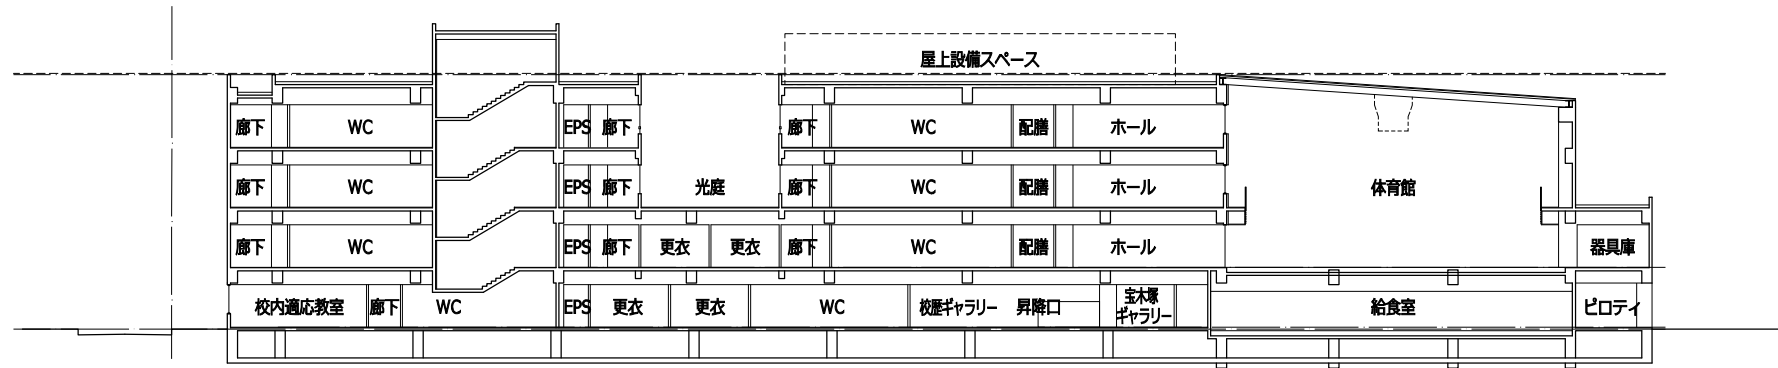 屋上設備スペース
廊下 WC EPS 廊下 廊下 WC 配膳 ホール
廊下 WC EPS 廊下 光庭 廊下 WC 配膳 ホール 体育館
廊下 WC EPS 廊下 更衣 更衣 廊下 WC 配膳 ホール 器具庫
校内適応教室 廊下 WC EPS 更衣 更衣 WC 校歴ギャラリー 昇降口 宝木塚
ギャラリー 給食室 ピロティ